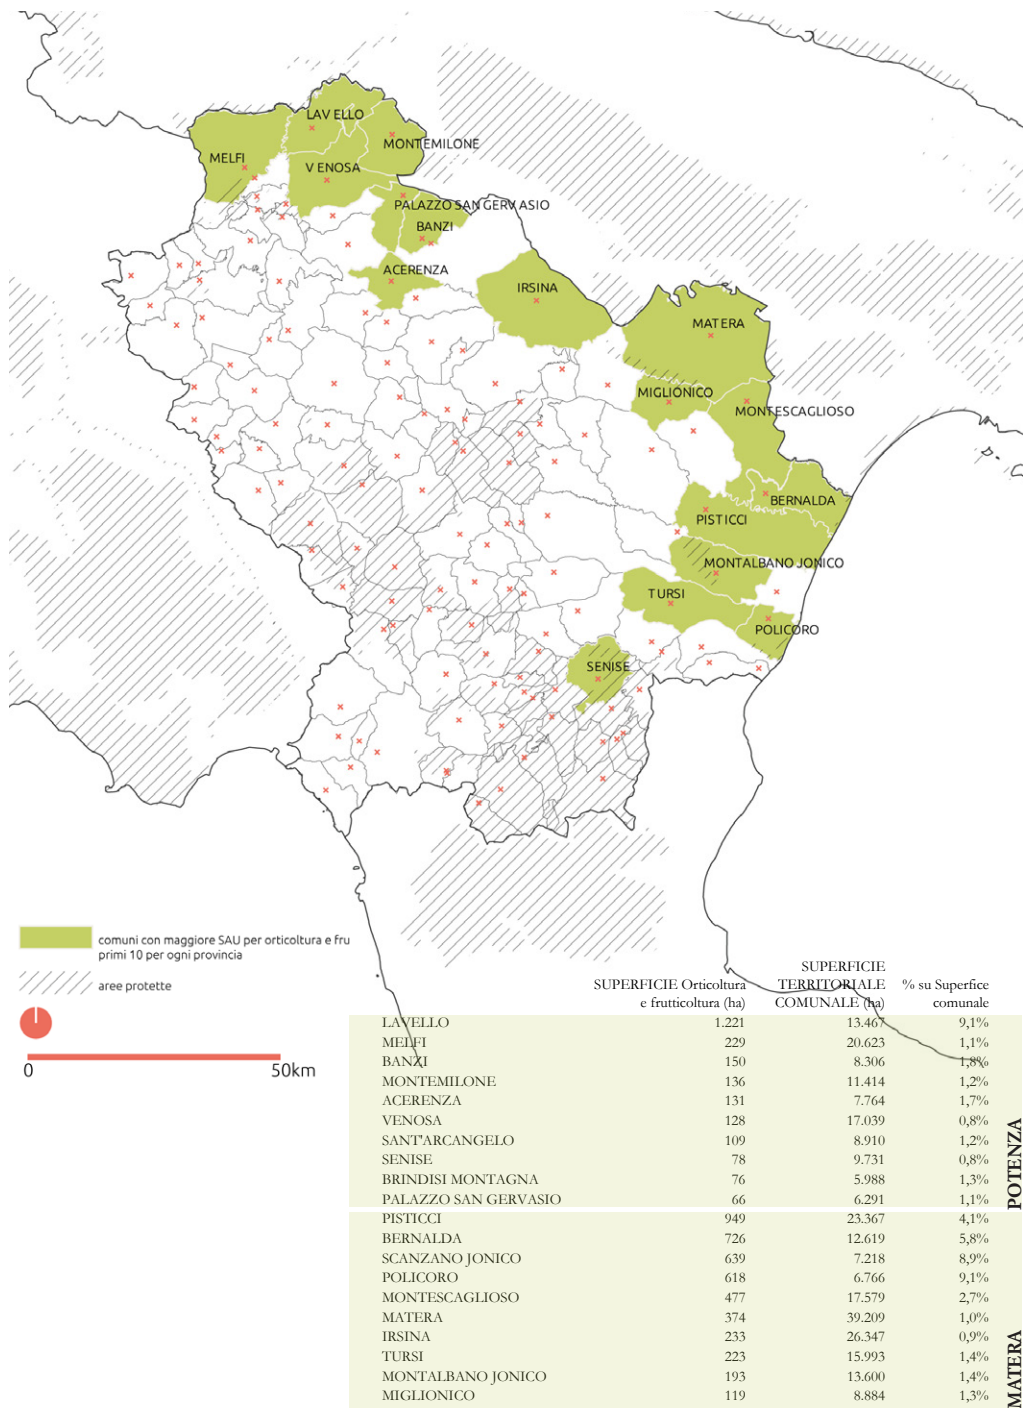 LAVELLO
MONTEMILONE
MELFI
VENOSA
PALAZZO SAN GERVASIO
BANZI
ACERENZA
IRSINA
MATERA
MIGLIONICO
MONTESCAGLIOSO
BERNALDA
PISTICCI
MONTALBANO JONICO
TURSI
POLICORO
SENISE
comuni con maggiore SAU per orticoltura e fru
primi 10 per ogni provincia
aree protette
0 50km
SUPERFICIE Orticoltura e frutticoltura (ha) SUPERFICIE TERRITORIALE COMUNALE (ha) % su Superfice comunale
LAVELLO 1.221 13.467 9,1%
MELFI 229 20.623 1,1%
BANZI 150 8.306 1,8%
MONTEMILONE 136 11.414 1,2%
ACERENZA 131 7.764 1,7%
VENOSA 128 17.039 0,8%
SANT'ARCANGELO 109 8.910 1,2%
SENISE 78 9.731 0,8%
BRINDISI MONTAGNA 76 5.988 1,3%
PALAZZO SAN GERVASIO 66 6.291 1,1%
POTENZA
PISTICCI 949 23.367 4,1%
BERNALDA 726 12.619 5,8%
SCANZANO JONICO 639 7.218 8,9%
POLICORO 618 6.766 9,1%
MONTESCAGLIOSO 477 17.579 2,7%
MATERA 374 39.209 1,0%
IRSINA 233 26.347 0,9%
TURSI 223 15.993 1,4%
MONTALBANO JONICO 193 13.600 1,4%
MIGLIONICO 119 8.884 1,3%
MATERA